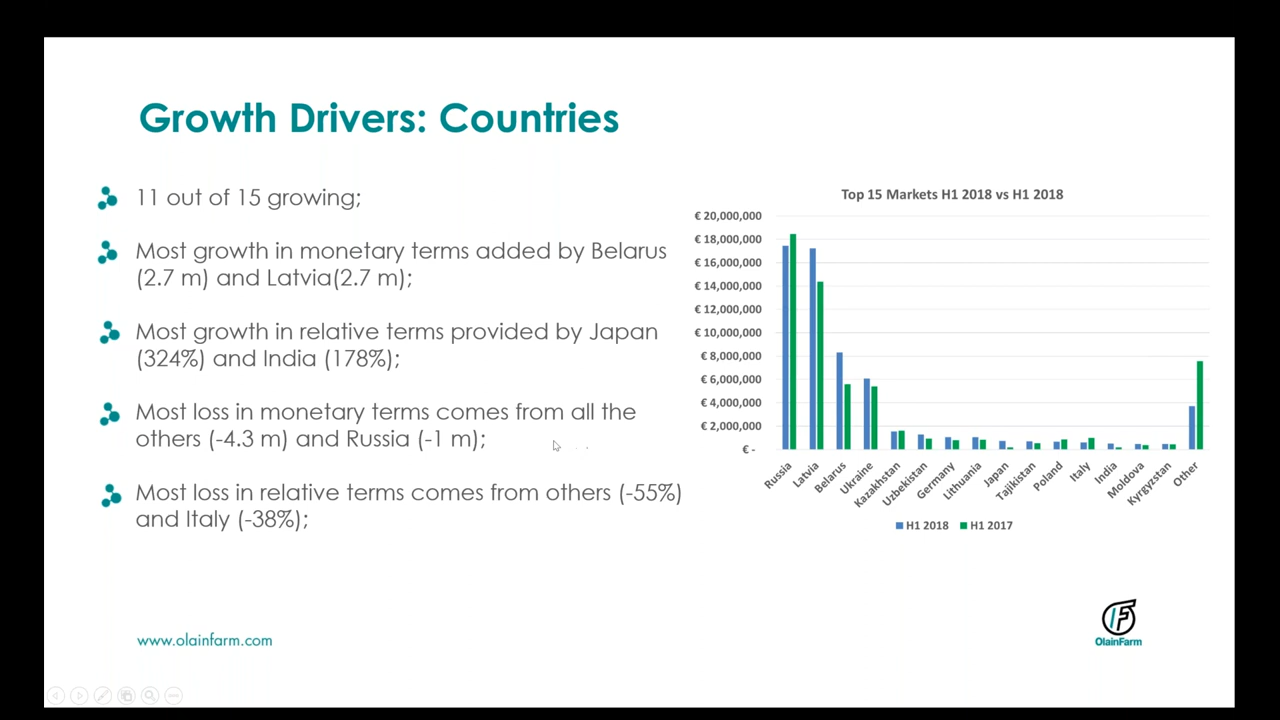 Growth Drivers: Countries
11 out of 15 growing;
Most growth in monetary terms added by Belarus
(2.7 m) and Latvia(2.7 m);
Most growth in relative terms provided by Japan
(324%) and India (178%);
Most loss in monetary terms comes from all the
others (-4.3 m) and Russia (-1 m);
Most loss in relative terms comes from others (-55%)
and Italy (-38%);
Top 15 Markets H1 2018 vs H1 2018
€ 20,000,000
€ 18,000,000
€ 16,000,000
€ 14,000,000
€ 12,000,000
€ 10,000,000
€ 8,000,000
€ 6,000,000
€ 4,000,000
€ 2,000,000
€ -
Russia
Latvia
Belarus
Ukraine
Kazakhstan
Uzbekistan
Germany
Lithuania
Japan
Tajikistan
Poland
Italy
India
Moldova
Kyrgyzstan
Other
H1 2018
H1 2017
www.olainfarm.com
OlainFarm